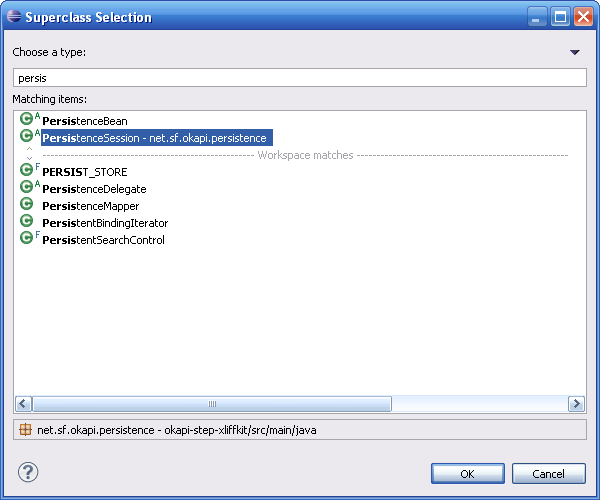 Superclass Selection
Choose a type:
persis
Matching items:
A PersistenceBean
A PersistenceSession - net.sf.okapi.persistence
Workspace matches
F PERSIST_STORE
A PersistenceDelegate
PersistenceMapper
PersistentBindingIterator
F PersistentSearchControl
net.sf.okapi.persistence - okapi-step-xliffkit/src/main/java
? OK Cancel